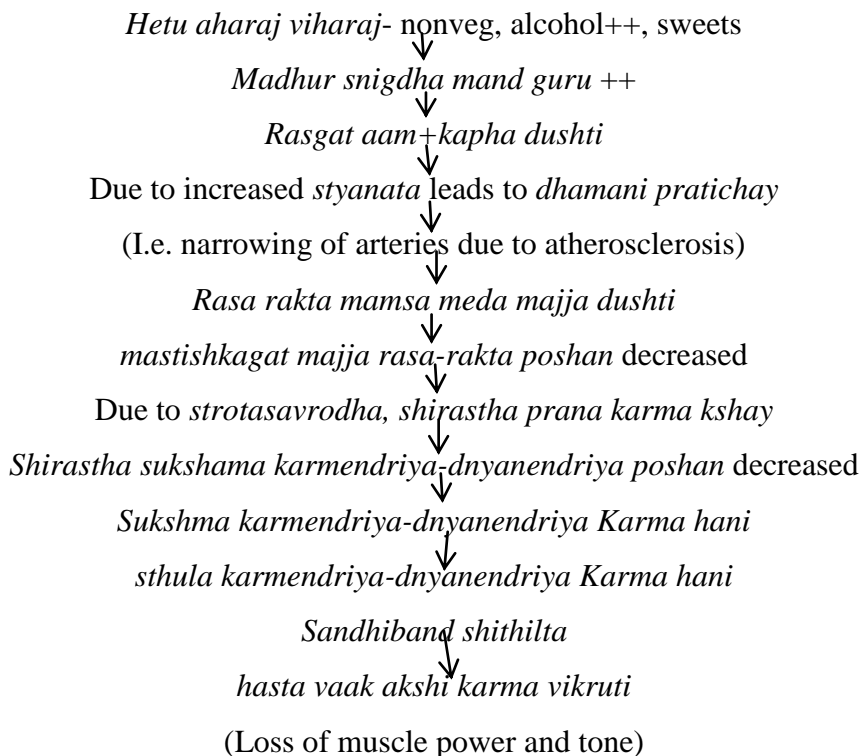 Hetu aharaj viharaj- nonveg, alcohol++, sweets
Madhur snigdha mand guru ++
Rasgat aam+kapha dushti
Due to increased styanata leads to dhamani pratichay
(I.e. narrowing of arteries due to atherosclerosis)
Rasa rakta mamsa meda majja dushti
mastishkagat majja rasa-rakta poshan decreased
Due to strotasavrodha, shirastha prana karma kshay
Shirastha sukshama karmendriya-dnyanendriya poshan decreased
Sukshma karmendriya-dnyanendriya Karma hani
sthula karmendriya-dnyanendriya Karma hani
Sandhiband shithilta
hasta vaak akshi karma vikruti
(Loss of muscle power and tone)